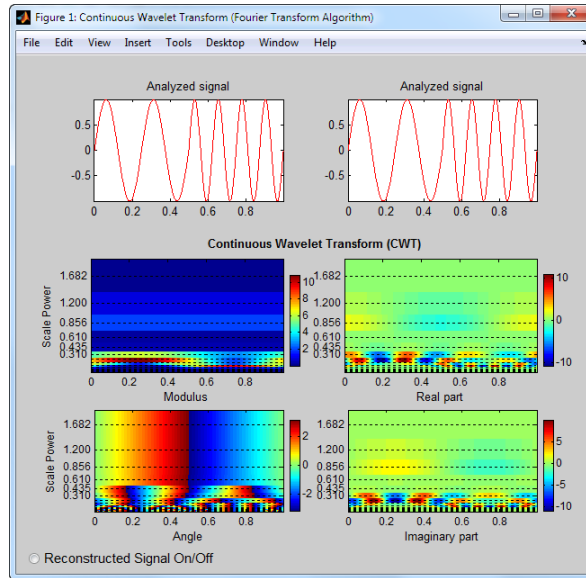 Figure 1: Continuous Wavelet Transform (Fourier Transform Algorithm)
File Edit View Insert Tools Desktop Window Help
Analyzed signal
0.5
0
-0.5
0 0.2 0.4 0.6 0.8
Analyzed signal
0.5
0
-0.5
0 0.2 0.4 0.6 0.8
Continuous Wavelet Transform (CWT)
Scale Power
1.682
1.200
0.856
0.610
0.435
0.310
0 0.2 0.4 0.6 0.8
Modulus
10
8
6
4
2
1.682
1.200
0.856
0.610
0.435
0.310
0 0.2 0.4 0.6 0.8
Real part
10
0
-10
Scale Power
1.682
1.200
0.856
0.610
0.435
0.310
0 0.2 0.4 0.6 0.8
Angle
2
0
-2
1.682
1.200
0.856
0.610
0.435
0.310
0 0.2 0.4 0.6 0.8
Imaginary part
5
0
-5
-10
Reconstructed Signal On/Off